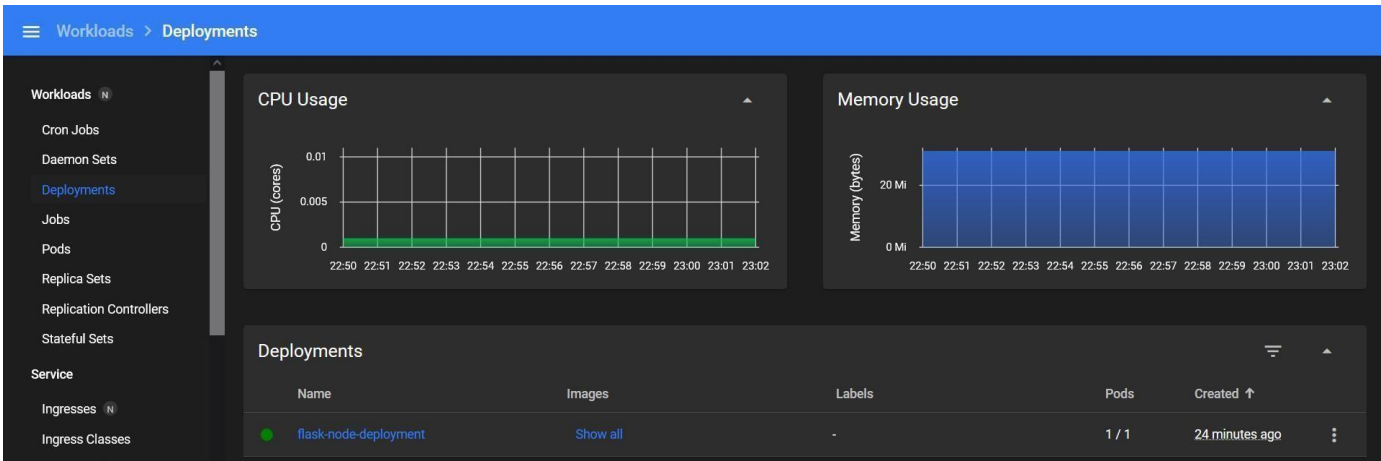 Workloads > Deployments
Workloads N
Cron Jobs
Daemon Sets
Deployments
Jobs
Pods
Replica Sets
Replication Controllers
Stateful Sets
Service
Ingresses N
Ingress Classes
CPU Usage
CPU (cores)
0.01
0.005
0
22:50 22:51 22:52 22:53 22:54 22:55 22:56 22:57 22:58 22:59 23:00 23:01 23:02
Memory Usage
Memory (bytes)
20 Mi
0 Mi
22:50 22:51 22:52 22:53 22:54 22:55 22:56 22:57 22:58 22:59 23:00 23:01 23:02
Deployments
Name Images Labels Pods Created ↑
flask-node-deployment Show all - 1 / 1 24 minutes ago